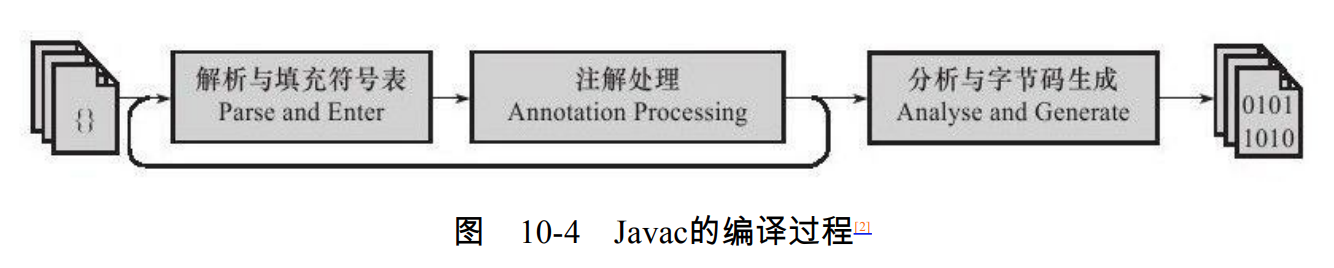 {}
解析与填充符号表
Parse and Enter
注解处理
Annotation Processing
分析与字节码生成
Analyse and Generate
0101
1010
图 10-4 Javac的编译过程[2]